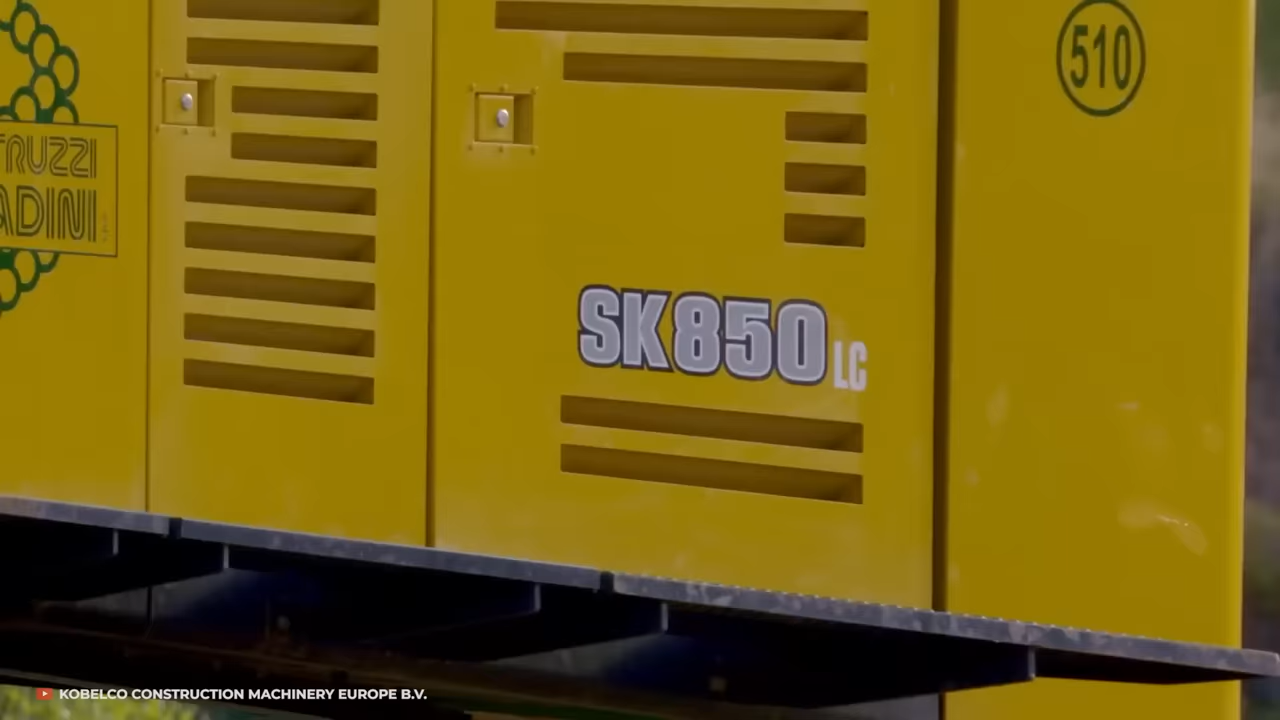 510
TRUZZI
ADINI
SK850 LC
KOBELCO CONSTRUCTION MACHINERY EUROPE B.V.